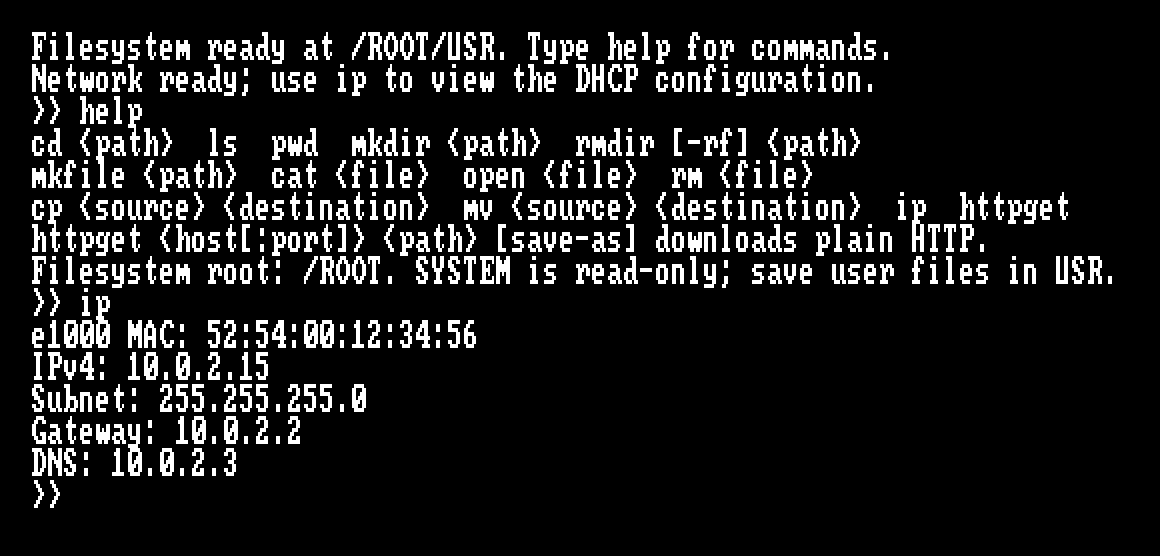 Filesystem ready at /ROOT/USR. Type help for commands.
Network ready; use ip to view the DHCP configuration.
>> help
cd <path>  ls  pwd  mkdir <path>  rmdir [-rf] <path>
mkfile <path>  cat <file>  open <file>  rm <file>
cp <source> <destination>  mv <source> <destination>  ip  httpget
httpget <host[:port]> <path> [save-as] downloads plain HTTP.
Filesystem root: /ROOT. SYSTEM is read-only; save user files in USR.
>> ip
e1000 MAC: 52:54:00:12:34:56
IPv4: 10.0.2.15
Subnet: 255.255.255.0
Gateway: 10.0.2.2
DNS: 10.0.2.3
>>